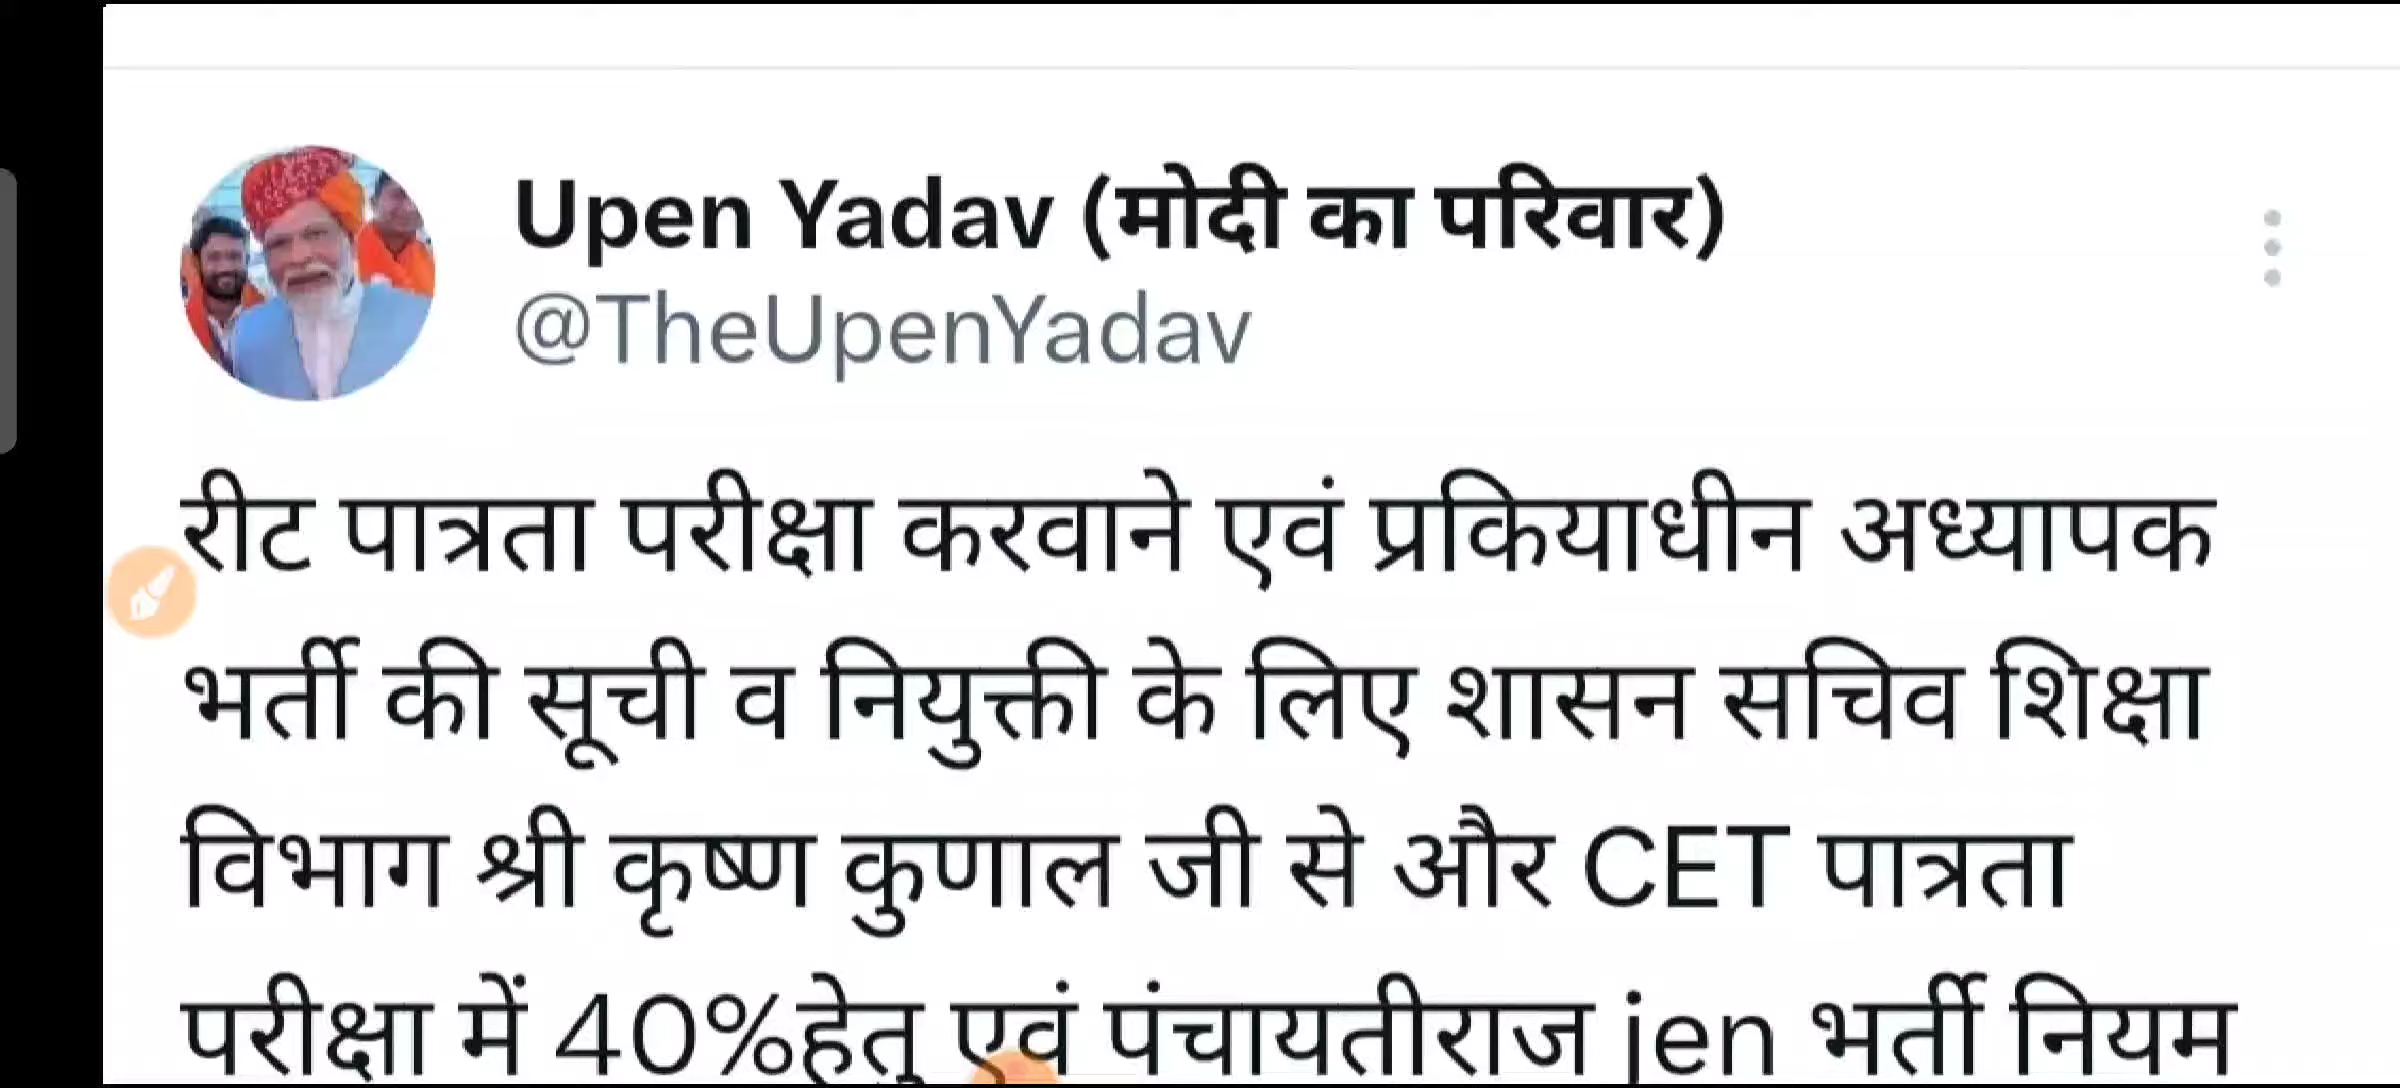 Upen Yadav (मोदी का परिवार)
@TheUpenYadav
रीट पात्रता परीक्षा करवाने एवं प्रकियाधीन अध्यापक
भर्ती की सूची व नियुक्ती के लिए शासन सचिव शिक्षा
विभाग श्री कृष्ण कुणाल जी से और CET पात्रता
परीक्षा में 40%हेतु एवं पंचायतीराज jen भर्ती नियम